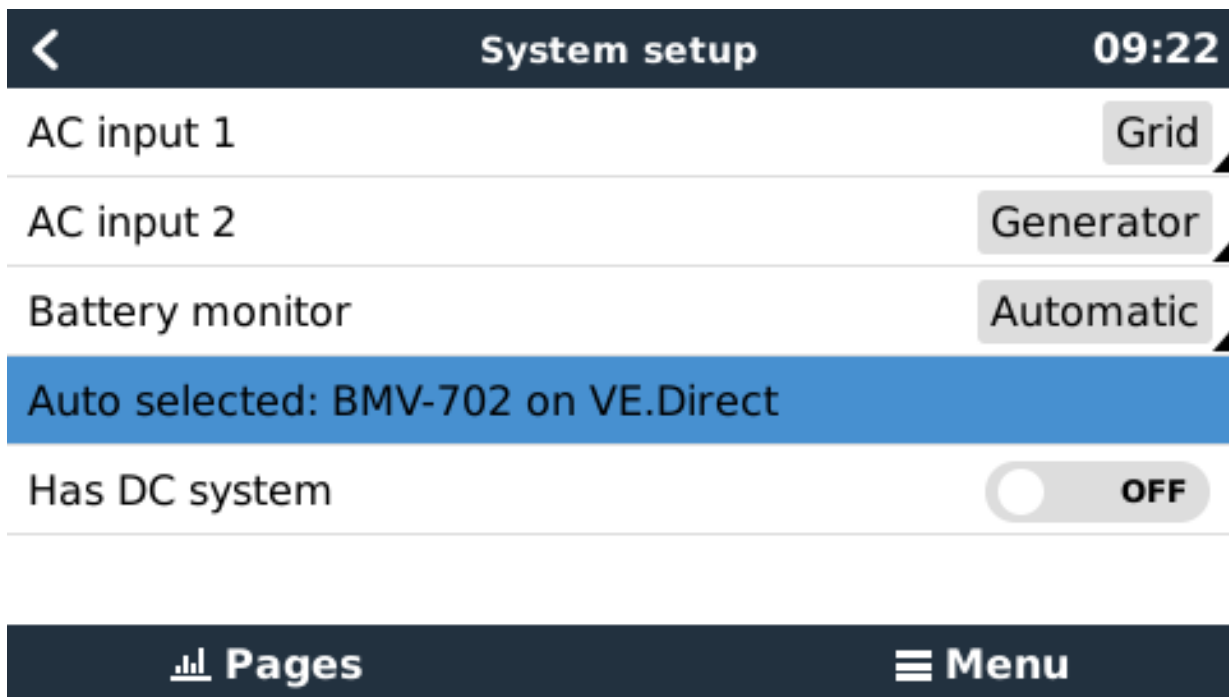 System setup 09:22
AC input 1 Grid
AC input 2 Generator
Battery monitor Automatic
Auto selected: BMV-702 on VE.Direct
Has DC system OFF
Pages Menu